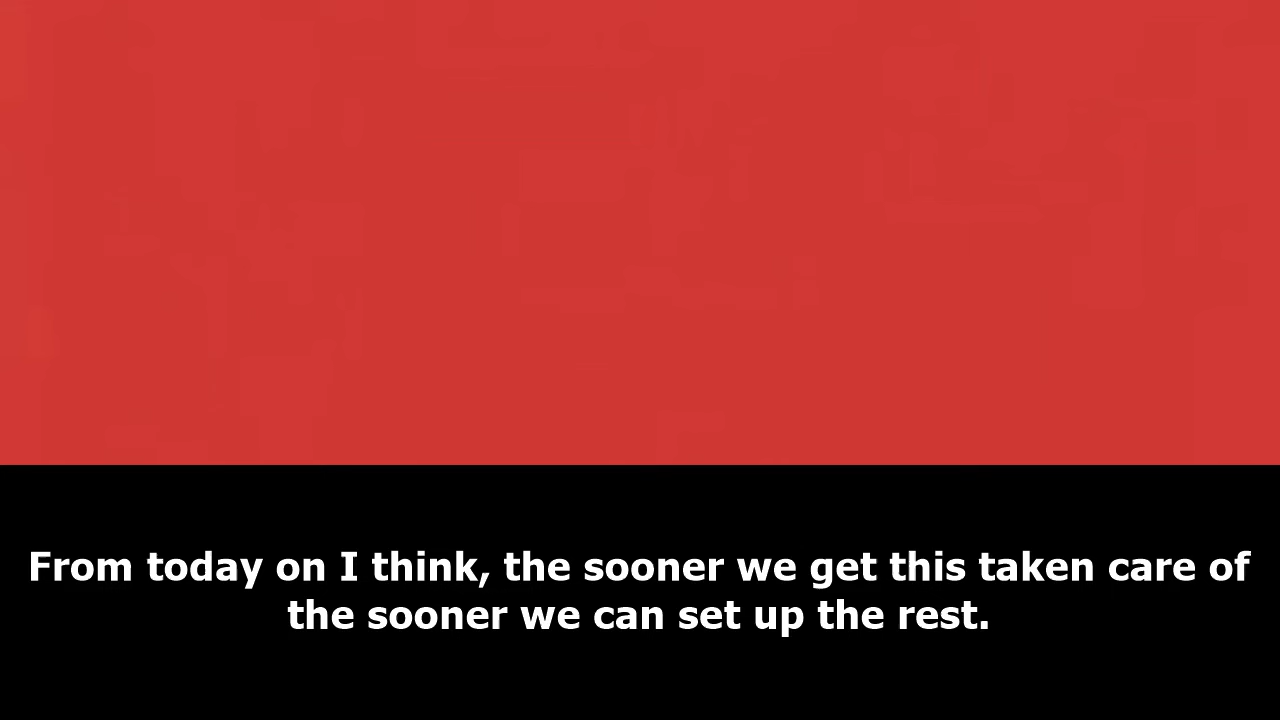 From today on I think, the sooner we get this taken care of
the sooner we can set up the rest.